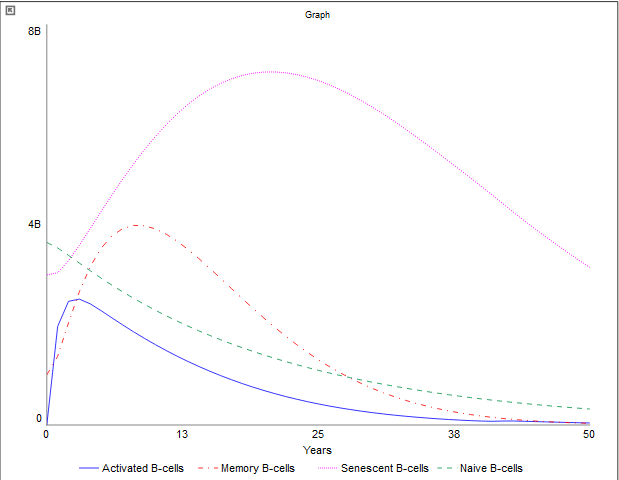 Graph
8B
4B
0
0 13 25 38 50
Years
Activated B-cells Memory B-cells Senescent B-cells Naive B-cells